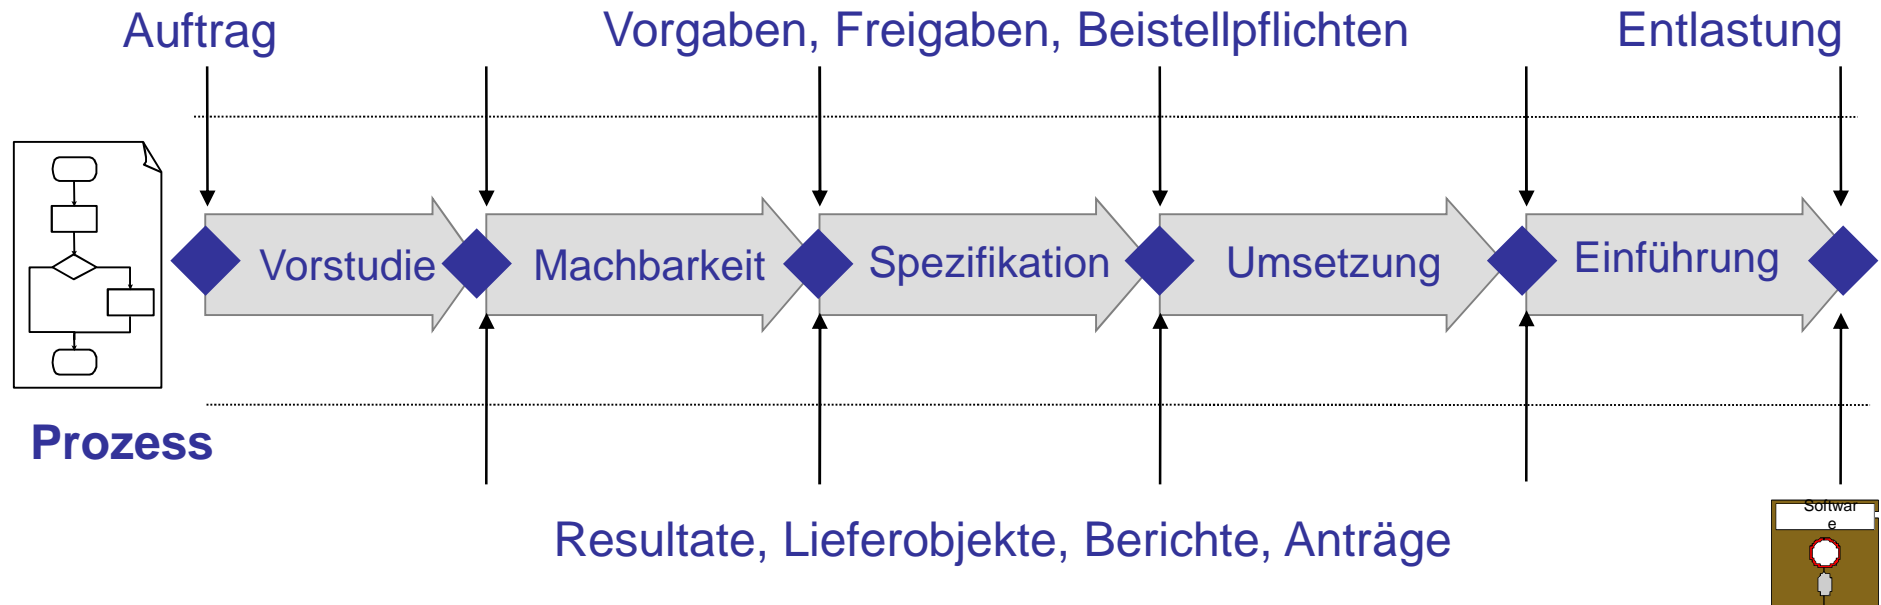 Auftrag
Vorgaben, Freigaben, Beistellpflichten
Entlastung
Vorstudie
Machbarkeit
Spezifikation
Umsetzung
Einführung
Prozess
Resultate, Lieferobjekte, Berichte, Anträge
Softwar
e